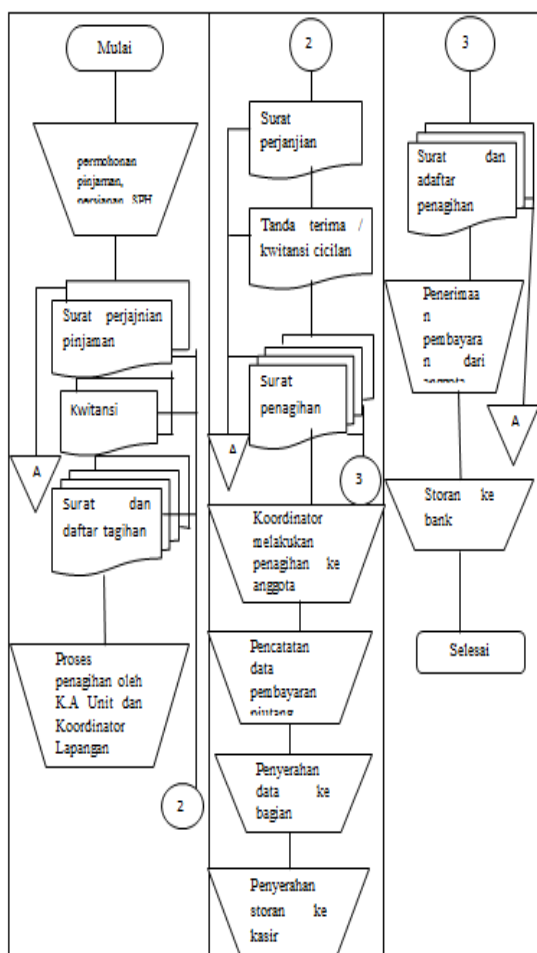 Mulai
permohonan
pinjaman,
Surat perjajnian
pinjaman
Kwitansi
A
Surat dan
daftar tagihan
Proses
penagihan oleh
K.A Unit dan
Koordinator
Lapangan
2
2
Surat
perjanjian
Tanda terima /
kwitansi cicilan
Surat
penagihan
A
3
Koordinator
melakukan
penagihan ke
anggota
Pencatatan
data
pembayaran
piutang
Penyerahan
data ke
bagian
Penyerahan
storan ke
kasir
3
Surat dan
adaftar
penagihan
Penerimaa
n
pembayara
n dari
anggota
A
Storan ke
bank
Selesai